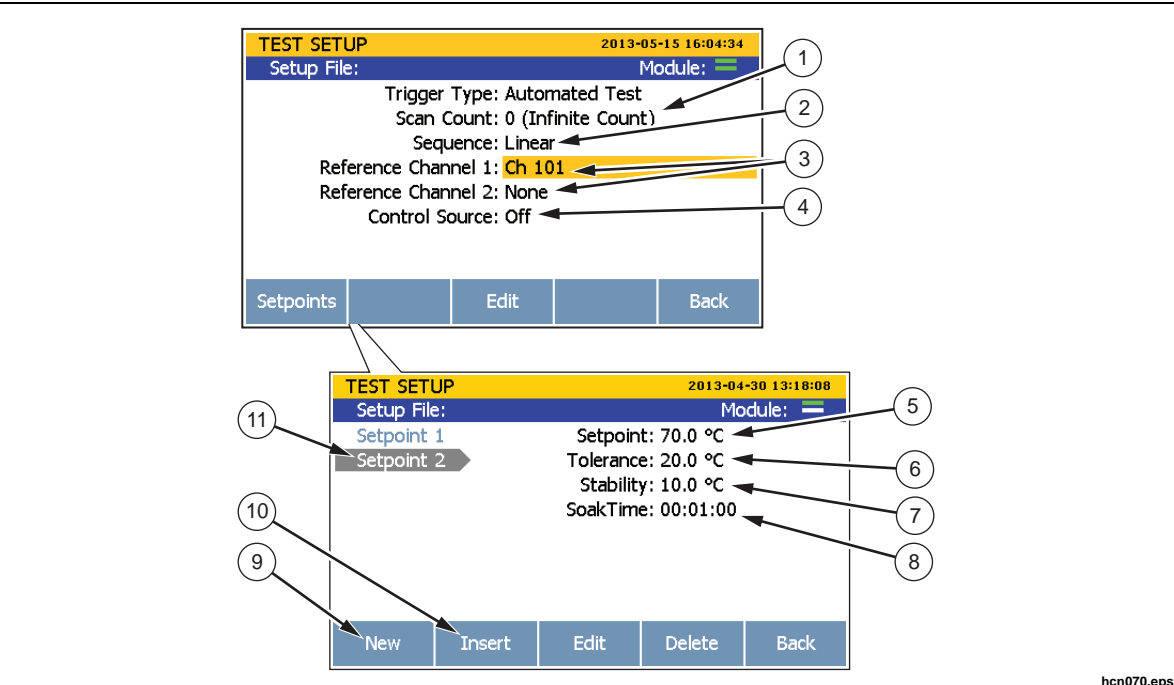 TEST SETUP 2013-05-15 16:04:34
Setup File: Module:
Trigger Type: Automated Test
Scan Count: 0 (Infinite Count)
Sequence: Linear
Reference Channel 1: Ch 101
Reference Channel 2: None
Control Source: Off
Setpoints Edit Back
1
2
3
4
TEST SETUP 2013-04-30 13:18:08
Setup File: Module:
Setpoint 1 Setpoint: 70.0 °C
Setpoint 2 Tolerance: 20.0 °C
Stability: 10.0 °C
SoakTime: 00:01:00
New Insert Edit Delete Back
5
6
7
8
11
10
9
hcn070.eps